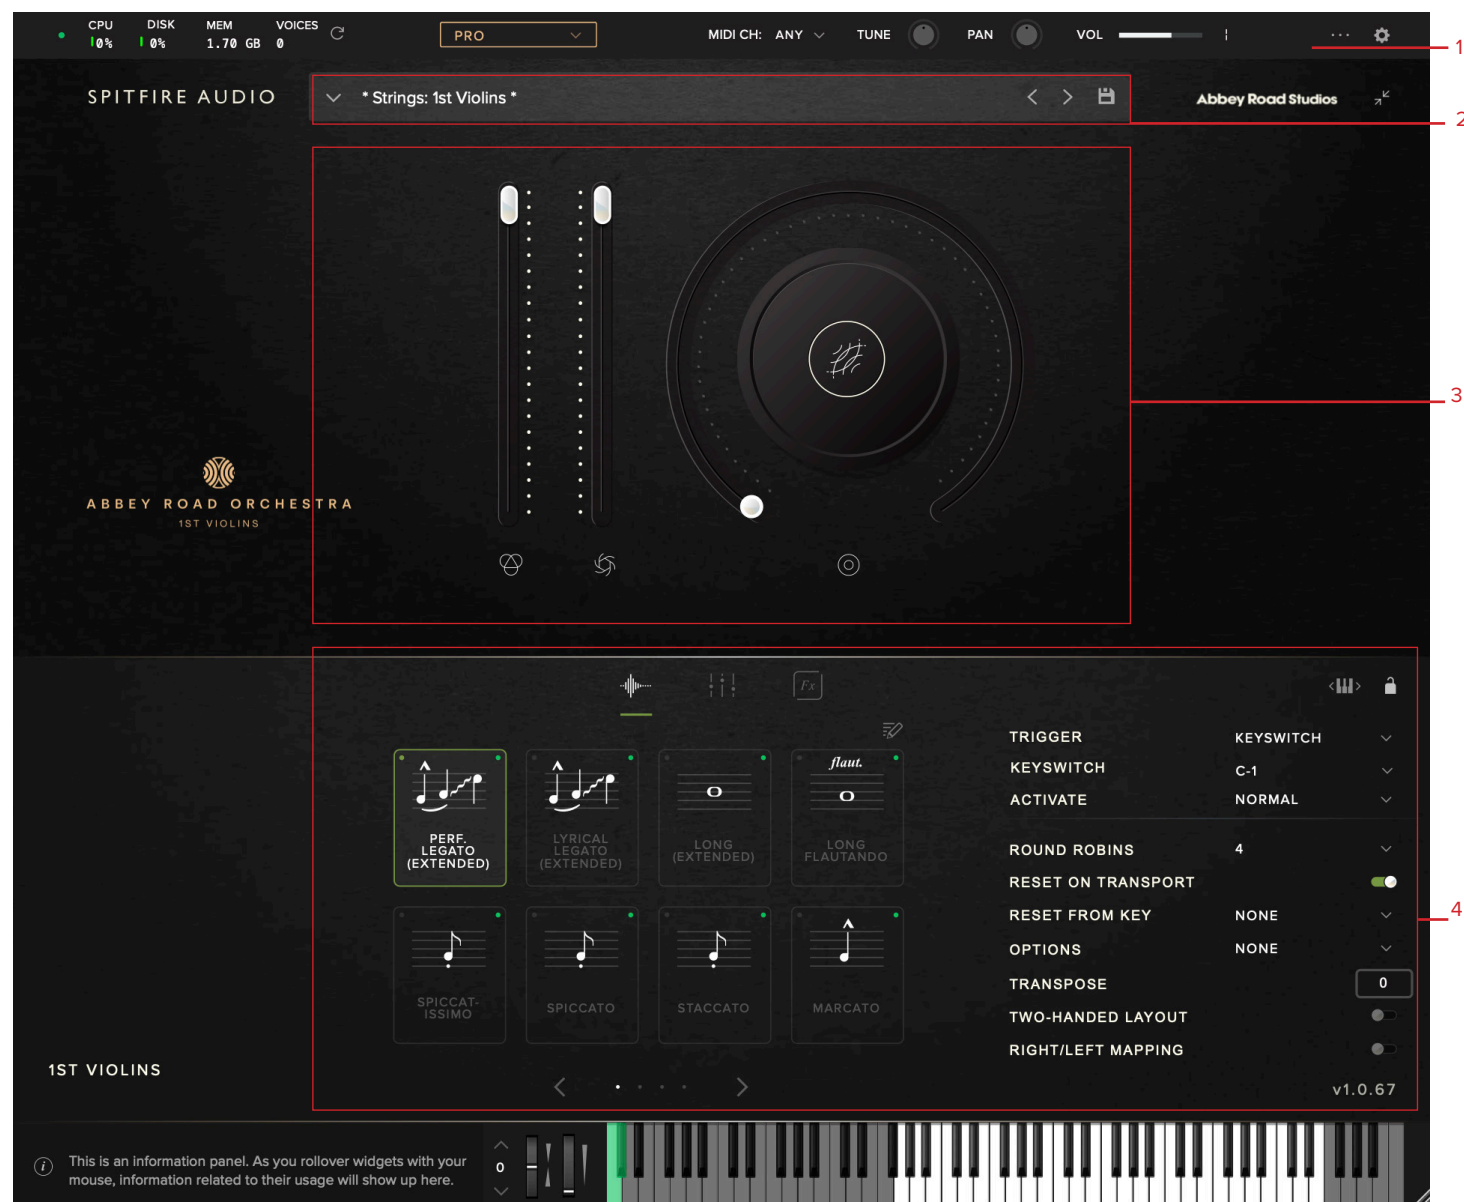 CPU DISK MEM VOICES
0% 0% 1.70 GB 0
PRO
MIDI CH: ANY TUNE PAN VOL
1
SPITFIRE AUDIO
* Strings: 1st Violins *
Abbey Road Studios
2
3
ABBEY ROAD ORCHESTRA
1ST VIOLINS
Fx
TRIGGER KEYSWITCH
KEYSWITCH C-1
ACTIVATE NORMAL
ROUND ROBINS 4
RESET ON TRANSPORT
RESET FROM KEY NONE
OPTIONS NONE
TRANSPOSE 0
TWO-HANDED LAYOUT
RIGHT/LEFT MAPPING
v1.0.67
4
PERF.
LEGATO
(EXTENDED)
LYRICAL
LEGATO
(EXTENDED)
LONG
(EXTENDED)
flaut.
LONG
FLAUTANDO
SPICCAT-
ISSIMO
SPICCATO
STACCATO
MARCATO
1ST VIOLINS
i
This is an information panel. As you rollover widgets with your
mouse, information related to their usage will show up here.
0